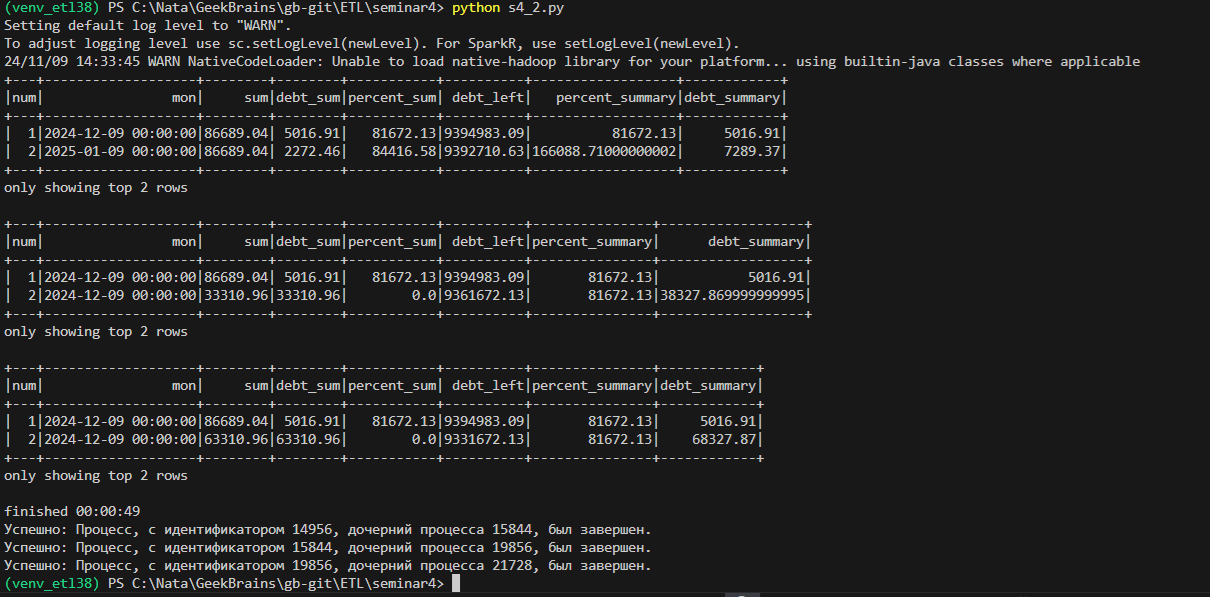 (venv_etl38) PS C:\Nata\GeekBrains\gb-git\ETL\seminar4> python s4_2.py
Setting default log level to "WARN".
To adjust logging level use sc.setLogLevel(newLevel). For SparkR, use setLogLevel(newLevel).
24/11/09 14:33:45 WARN NativeCodeLoader: Unable to load native-hadoop library for your platform... using builtin-java classes where applicable
+---+-------------------+--------+--------+-----------+----------+------------------+------------+
|num|                mon|     sum|debt_sum|percent_sum| debt_left|   percent_summary|debt_summary|
+---+-------------------+--------+--------+-----------+----------+------------------+------------+
|  1|2024-12-09 00:00:00|86689.04| 5016.91|   81672.13|9394983.09|          81672.13|     5016.91|
|  2|2025-01-09 00:00:00|86689.04| 2272.46|   84416.58|9392710.63|166088.71000000002|     7289.37|
+---+-------------------+--------+--------+-----------+----------+------------------+------------+
only showing top 2 rows

+---+-------------------+--------+--------+-----------+----------+---------------+-----------------+
|num|                mon|     sum|debt_sum|percent_sum| debt_left|percent_summary|     debt_summary|
+---+-------------------+--------+--------+-----------+----------+---------------+-----------------+
|  1|2024-12-09 00:00:00|86689.04| 5016.91|   81672.13|9394983.09|       81672.13|          5016.91|
|  2|2024-12-09 00:00:00|33310.96|33310.96|        0.0|9361672.13|       81672.13|38327.869999999995|
+---+-------------------+--------+--------+-----------+----------+---------------+-----------------+
only showing top 2 rows

+---+-------------------+--------+--------+-----------+----------+---------------+------------+
|num|                mon|     sum|debt_sum|percent_sum| debt_left|percent_summary|debt_summary|
+---+-------------------+--------+--------+-----------+----------+---------------+------------+
|  1|2024-12-09 00:00:00|86689.04| 5016.91|   81672.13|9394983.09|       81672.13|     5016.91|
|  2|2024-12-09 00:00:00|63310.96|63310.96|        0.0|9331672.13|       81672.13|    68327.87|
+---+-------------------+--------+--------+-----------+----------+---------------+------------+
only showing top 2 rows

finished 00:00:49
Успешно: Процесс, с идентификатором 14956, дочерний процесса 15844, был завершен.
Успешно: Процесс, с идентификатором 15844, дочерний процесса 19856, был завершен.
Успешно: Процесс, с идентификатором 19856, дочерний процесса 21728, был завершен.
(venv_etl38) PS C:\Nata\GeekBrains\gb-git\ETL\seminar4>